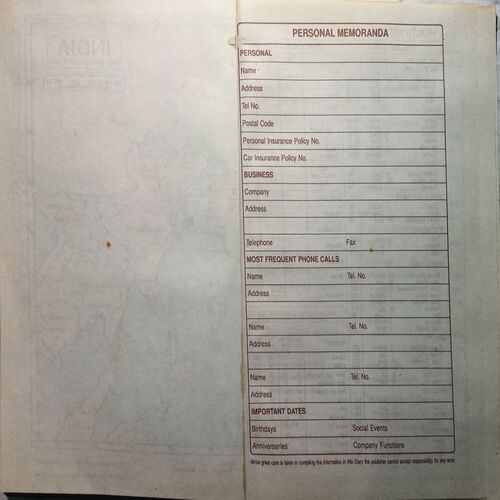 INDIA
PERSONAL MEMORANDA
PERSONAL
Name
Address
Tel No.
Postal Code
Personal Insurance Policy No.
Car Insurance Policy No.
BUSINESS
Company
Address
Telephone Fax
MOST FREQUENT PHONE CALLS
Name Tel. No.
Address
Name Tel. No.
Address
Name Tel. No.
Address
IMPORTANT DATES
Birthdays Social Events
Anniversaries Company Functions
While great care is taken in compiling the information in this Diary the publisher cannot accept responsibility for any error.